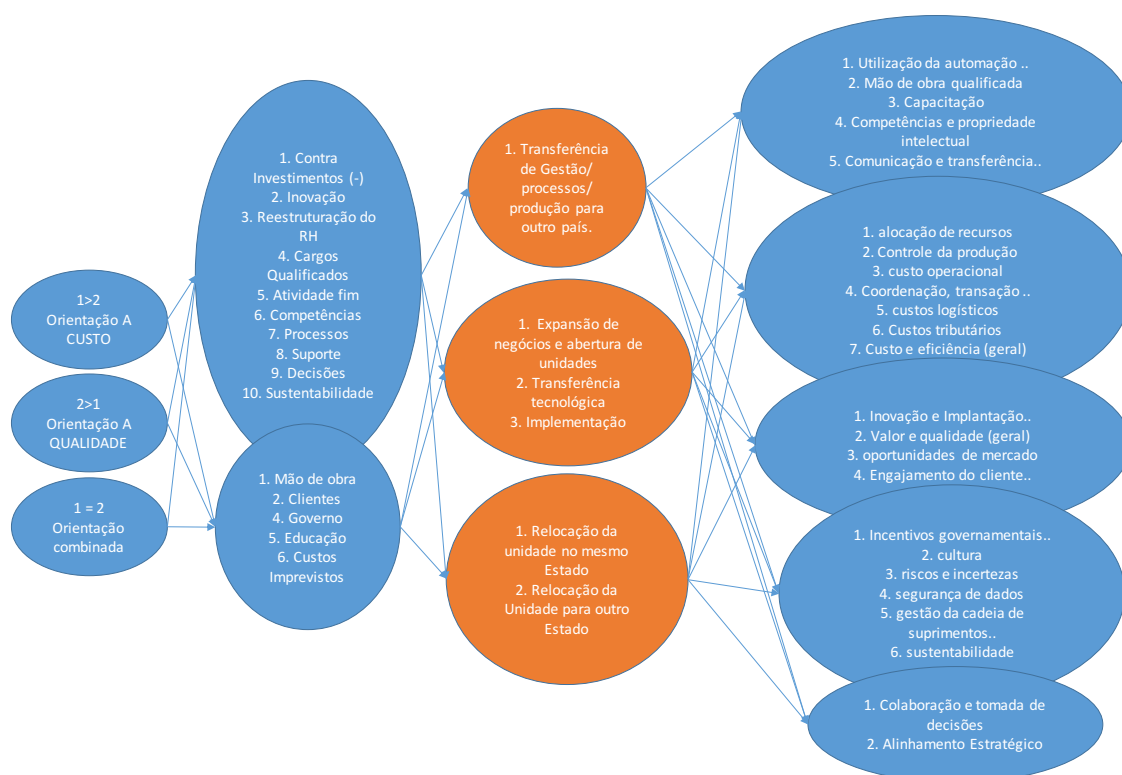 1>2
Orientação A
CUSTO
2>1
Orientação A
QUALIDADE
1 = 2
Orientação
combinada
1. Contra
Investimentos (-)
2. Inovação
3. Reestruturação do
RH
4. Cargos
Qualificados
5. Atividade fim
6. Competências
7. Processos
8. Suporte
9. Decisões
10. Sustentabilidade
1. Mão de obra
2. Clientes
4. Governo
5. Educação
6. Custos
Imprevistos
1. Transferência
de Gestão/
processos/
produção para
outro país.
1. Expansão de
negócios e abertura de
unidades
2. Transferência
tecnológica
3. Implementação
1. Relocação da
unidade no mesmo
Estado
2. Relocação da
Unidade para outro
Estado
1. Utilização da automação ..
2. Mão de obra qualificada
3. Capacitação
4. Competências e propriedade
intelectual
5. Comunicação e transferência..
1. alocação de recursos
2. Controle da produção
3. custo operacional
4. Coordenação, transação ..
5. custos logísticos
6. Custos tributários
7. Custo e eficiência (geral)
1. Inovação e Implantação..
2. Valor e qualidade (geral)
3. oportunidades de mercado
4. Engajamento do cliente..
1. Incentivos governamentais..
2. cultura
3. riscos e incertezas
4. segurança de dados
5. gestão da cadeia de
suprimentos..
6. sustentabilidade
1. Colaboração e tomada de
decisões
2. Alinhamento Estratégico